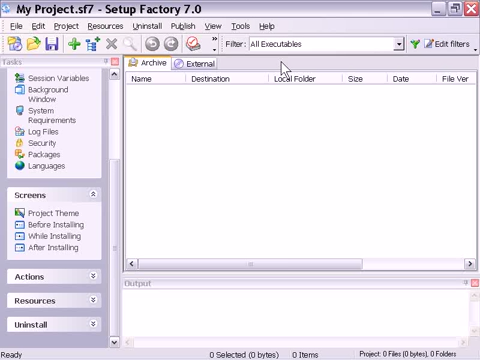 My Project.sf7 - Setup Factory 7.0
File Edit Project Resources Uninstall Publish View Tools Help
Filter: All Executables Edit filters
Tasks
Archive External
Session Variables
Background
Window
System
Requirements
Log Files
Security
Packages
Languages
Screens
Project Theme
Before Installing
While Installing
After Installing
Actions
Resources
Uninstall
Name Destination Local Folder Size Date File Ver
Output
Ready 0 Selected (0 bytes) 0 Items Project: 0 Files (0 bytes), 0 Folders